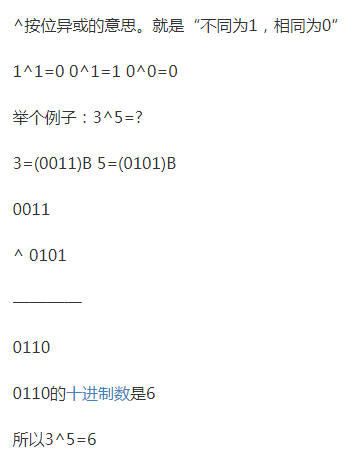 ^按位异或的意思。就是“不同为1，相同为0“
1^1=0 0^1=1 0^0=0
举个例子：3^5=?
3=(0011)B 5=(0101)B
0011
^ 0101
—————
0110
0110的十进制数是6
所以3^5=6